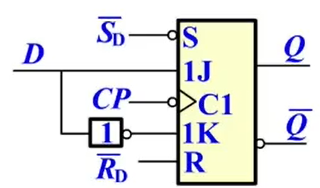 S̅D S
D 1J Q
CP C1
1 1K Q̅
R̅D R